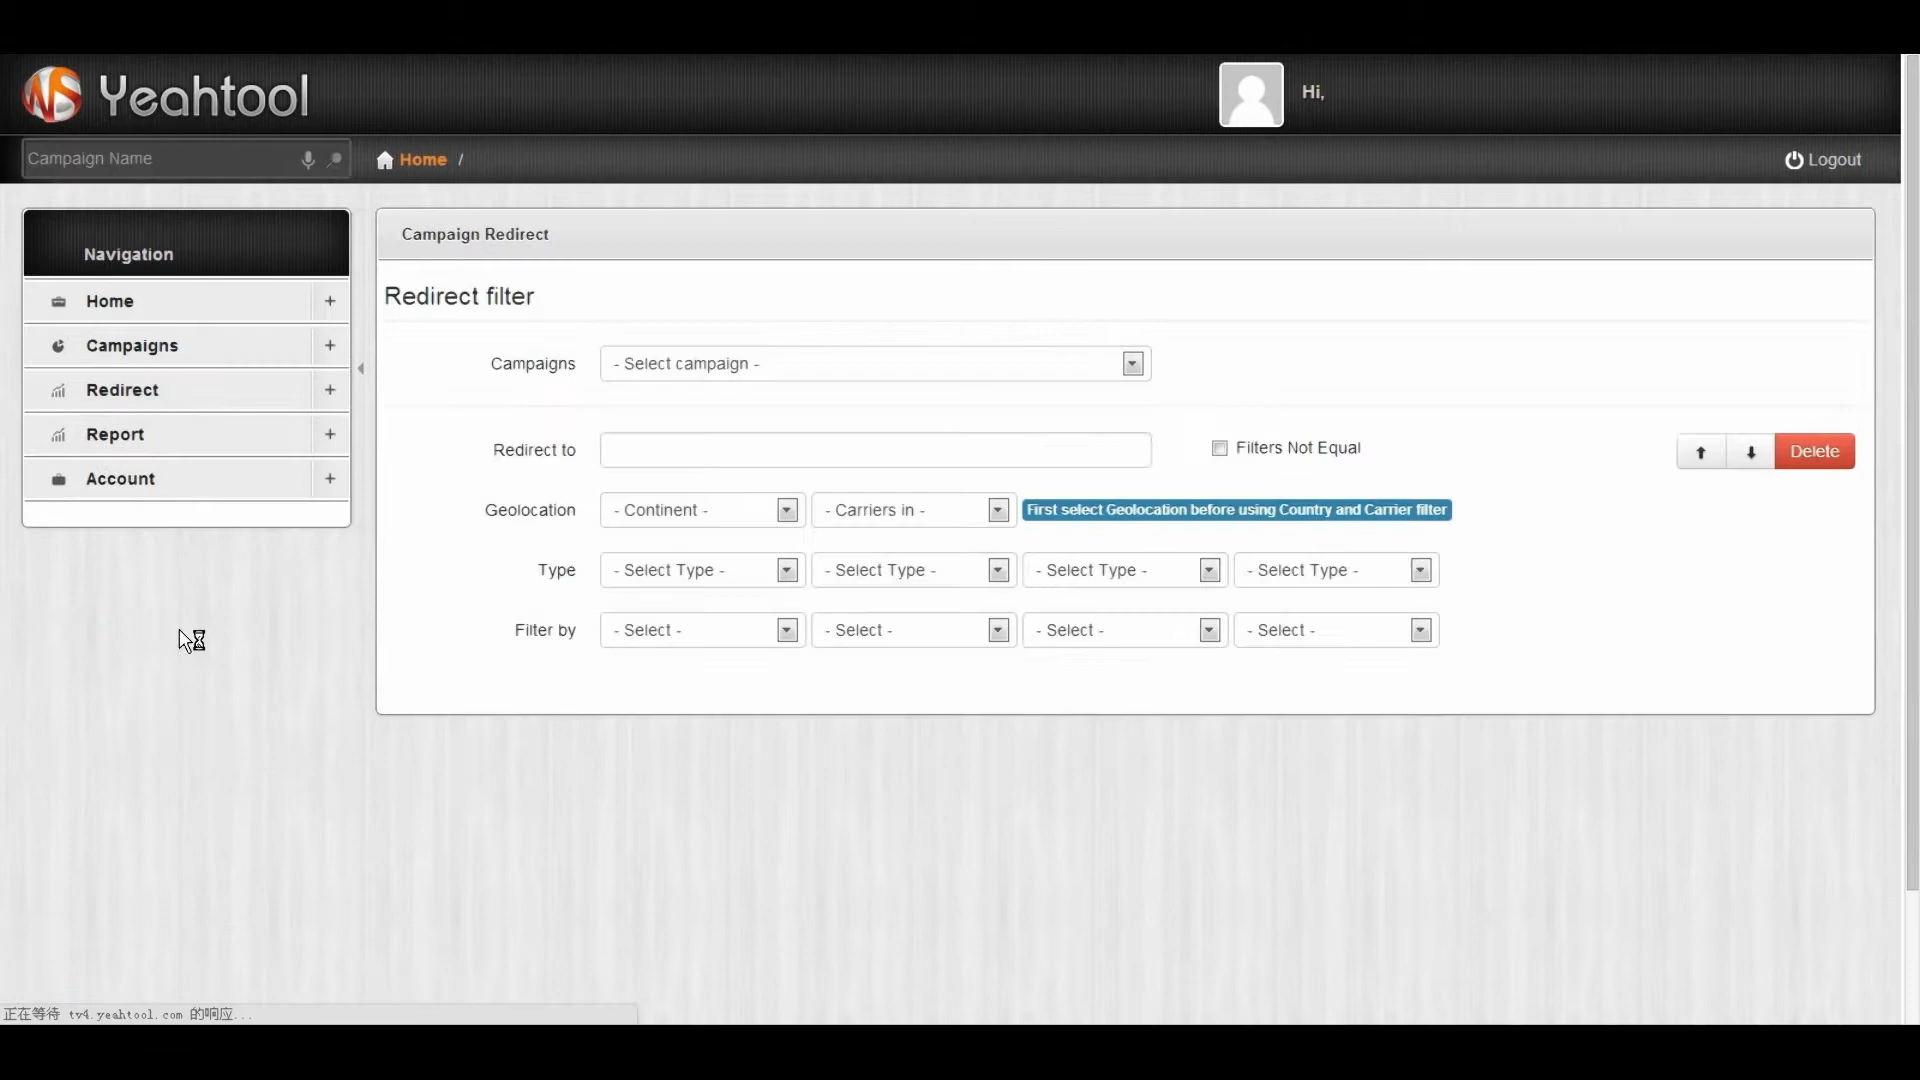 Yeahtool
Hi,
Campaign Name
Home /
Logout
Navigation
Home +
Campaigns +
Redirect +
Report +
Account +
Campaign Redirect
Redirect filter
Campaigns - Select campaign -
Redirect to Filters Not Equal Delete
Geolocation - Continent - - Carriers in - First select Geolocation before using Country and Carrier filter
Type - Select Type - - Select Type - - Select Type - - Select Type -
Filter by - Select - - Select - - Select - - Select -
正在等待 tv4.yeahtool.com 的响应...